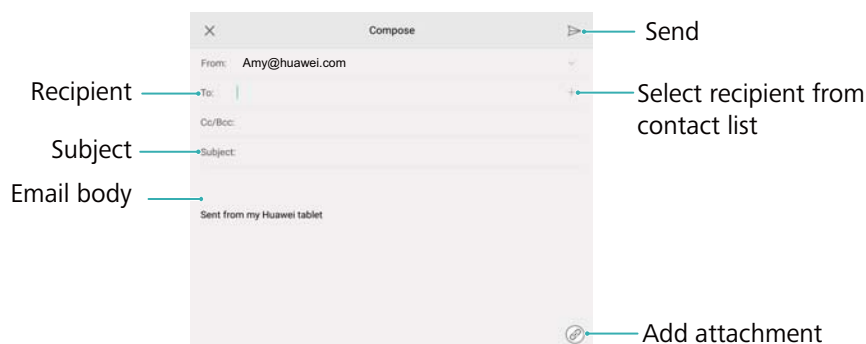 Compose
Send
From: Amy@huawei.com
Recipient
To:
Select recipient from
contact list
Cc/Bcc:
Subject
Subject:
Email body
Sent from my Huawei tablet
Add attachment